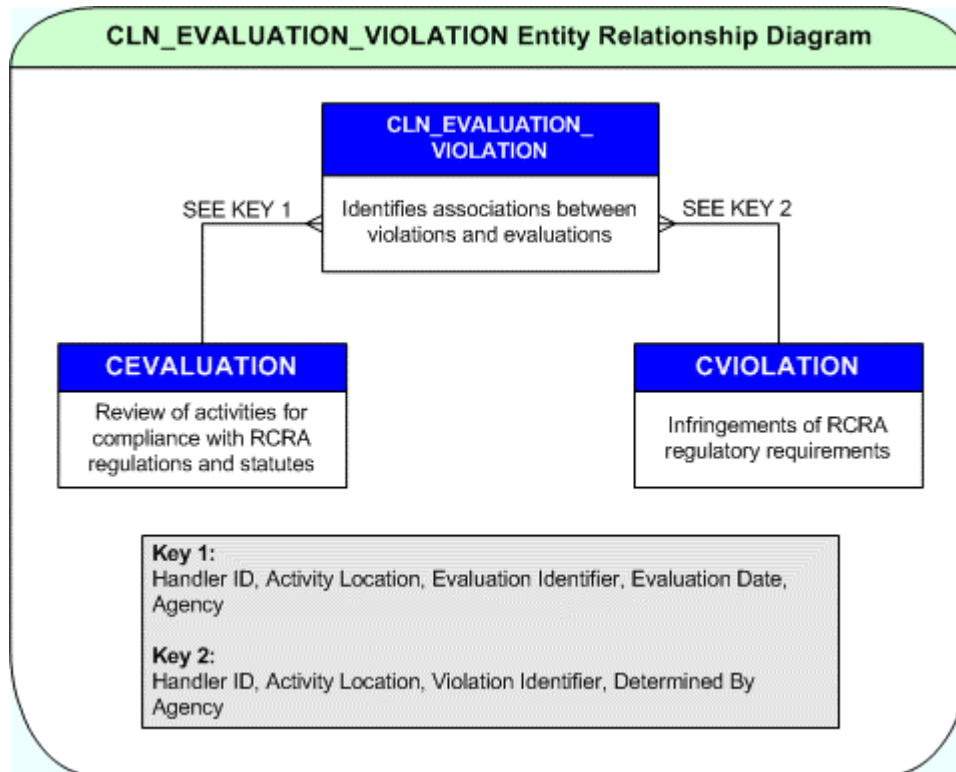 CLN_EVALUATION_VIOLATION Entity Relationship Diagram
CLN_EVALUATION_
VIOLATION
Identifies associations between
violations and evaluations
SEE KEY 1
SEE KEY 2
CEVALUATION
Review of activities for
compliance with RCRA
regulations and statutes
CVIOLATION
Infringements of RCRA
regulatory requirements
Key 1:
Handler ID, Activity Location, Evaluation Identifier, Evaluation Date,
Agency
Key 2:
Handler ID, Activity Location, Violation Identifier, Determined By
Agency